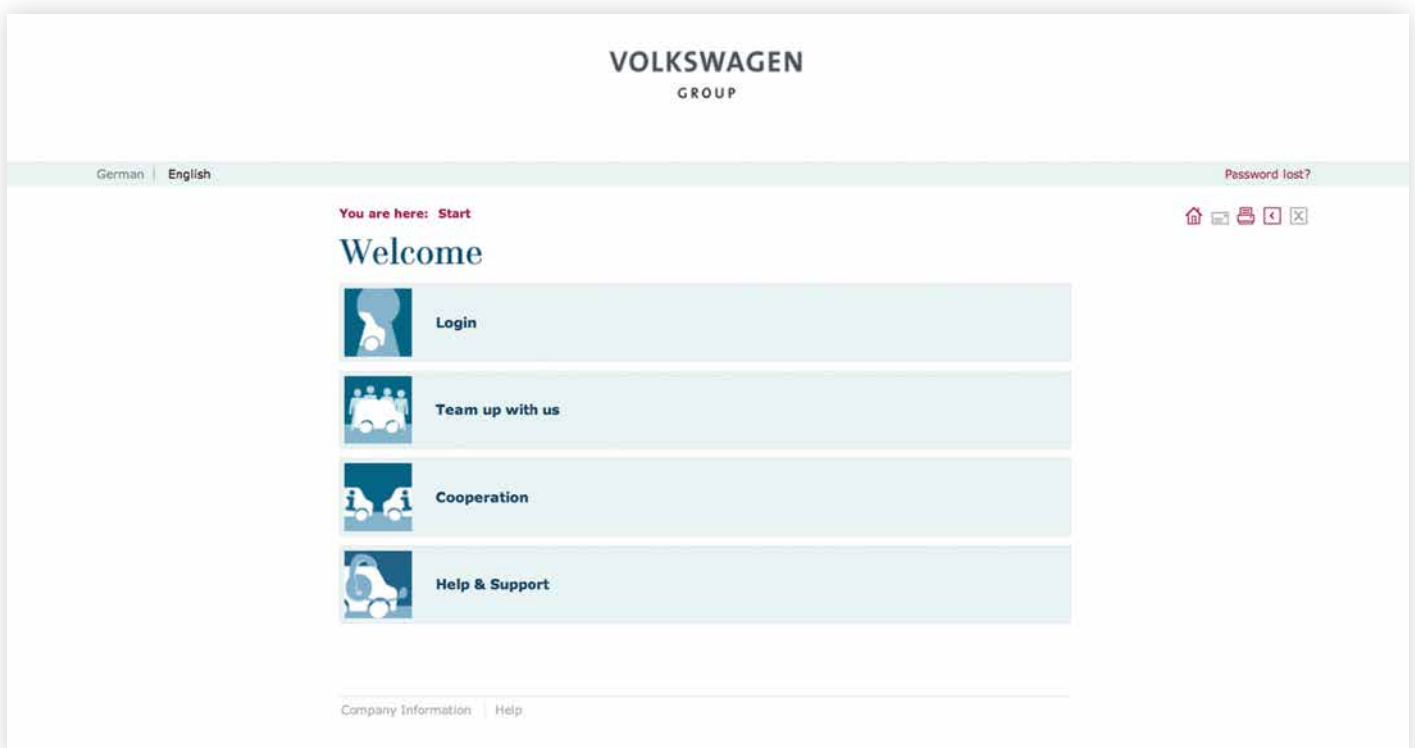 VOLKSWAGEN
GROUP
German | English
Password lost?
You are here: Start
Welcome
Login
Team up with us
Cooperation
Help & Support
Company Information | Help